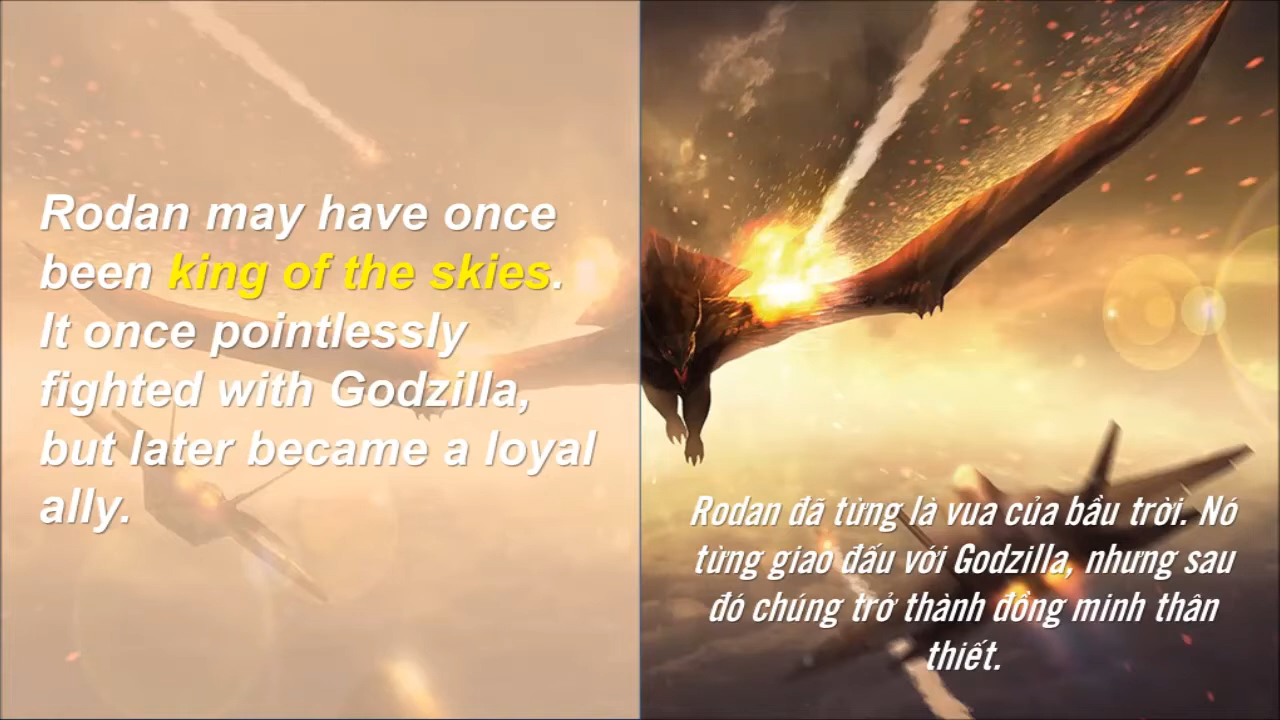 Rodan may have once
been king of the skies.
It once pointlessly
fighted with Godzilla,
but later became a loyal
ally.
Rodan đã từng là vua của bầu trời. Nó
từng giao đấu với Godzilla, nhưng sau
đó chúng trở thành đồng minh thân
thiết.